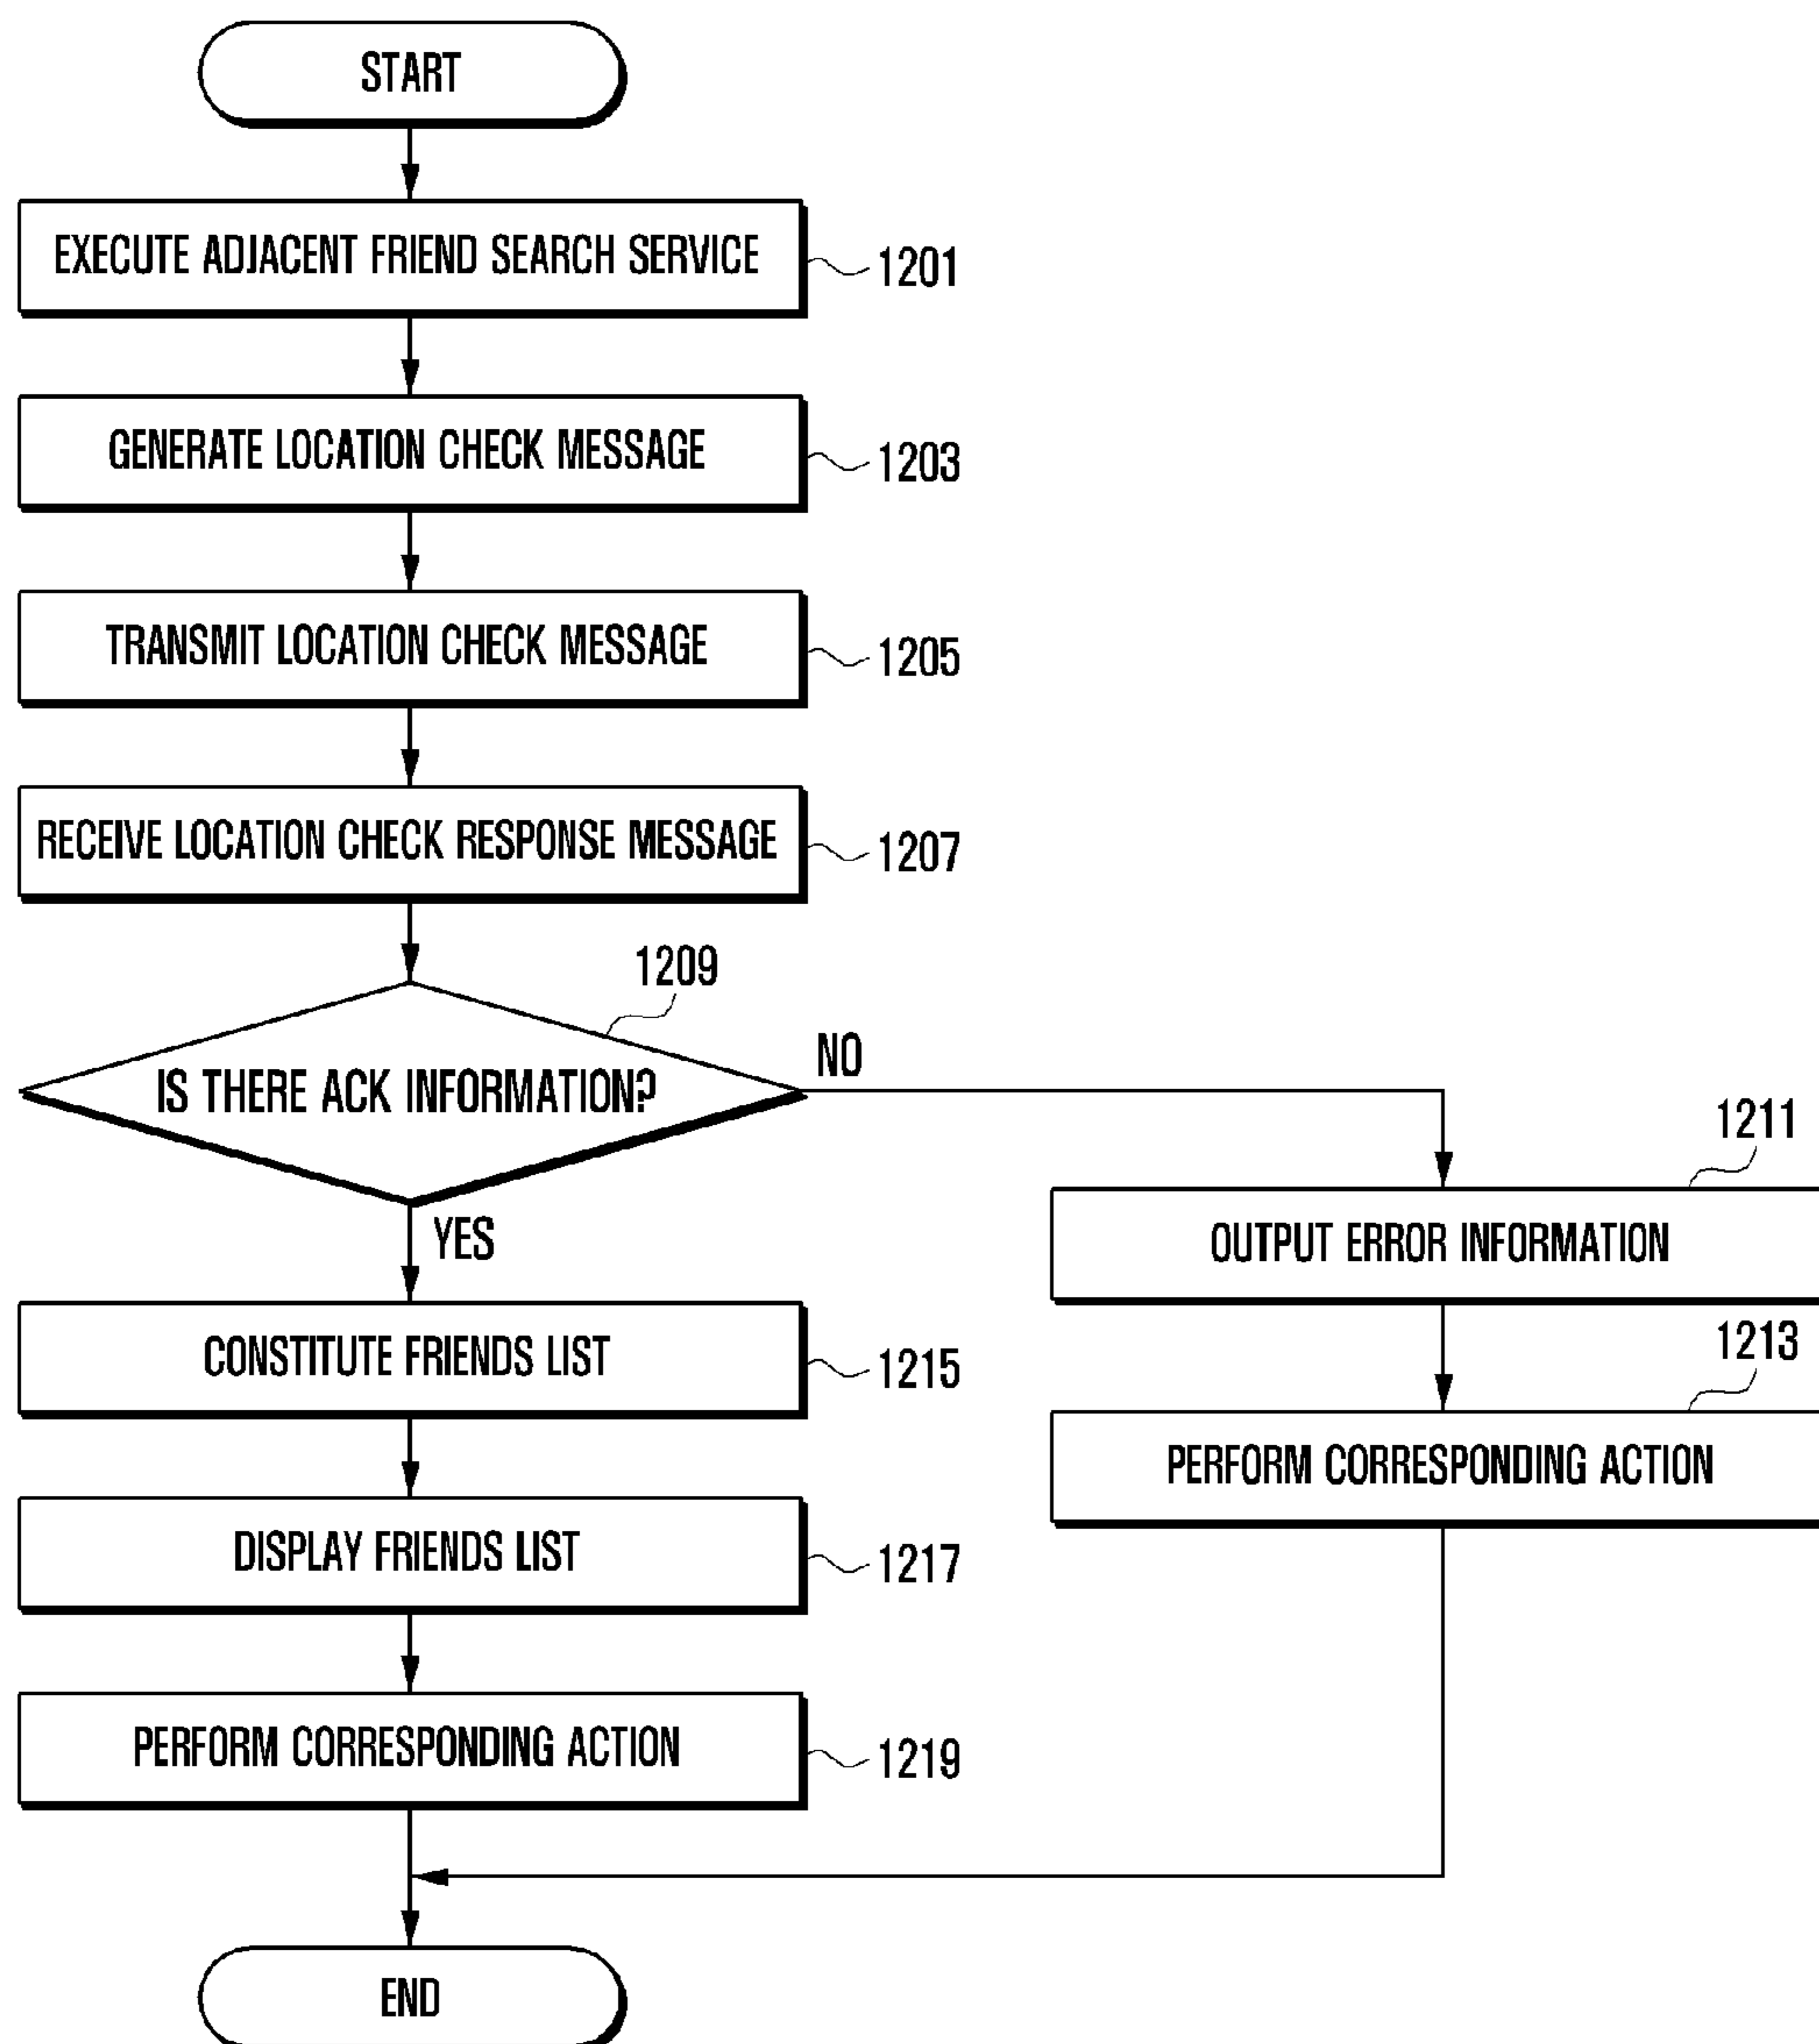 START
EXECUTE ADJACENT FRIEND SEARCH SERVICE
1201
GENERATE LOCATION CHECK MESSAGE
1203
TRANSMIT LOCATION CHECK MESSAGE
1205
RECEIVE LOCATION CHECK RESPONSE MESSAGE
1207
1209
IS THERE ACK INFORMATION?
NO
YES
1211
OUTPUT ERROR INFORMATION
1213
PERFORM CORRESPONDING ACTION
CONSTITUTE FRIENDS LIST
1215
DISPLAY FRIENDS LIST
1217
PERFORM CORRESPONDING ACTION
1219
END